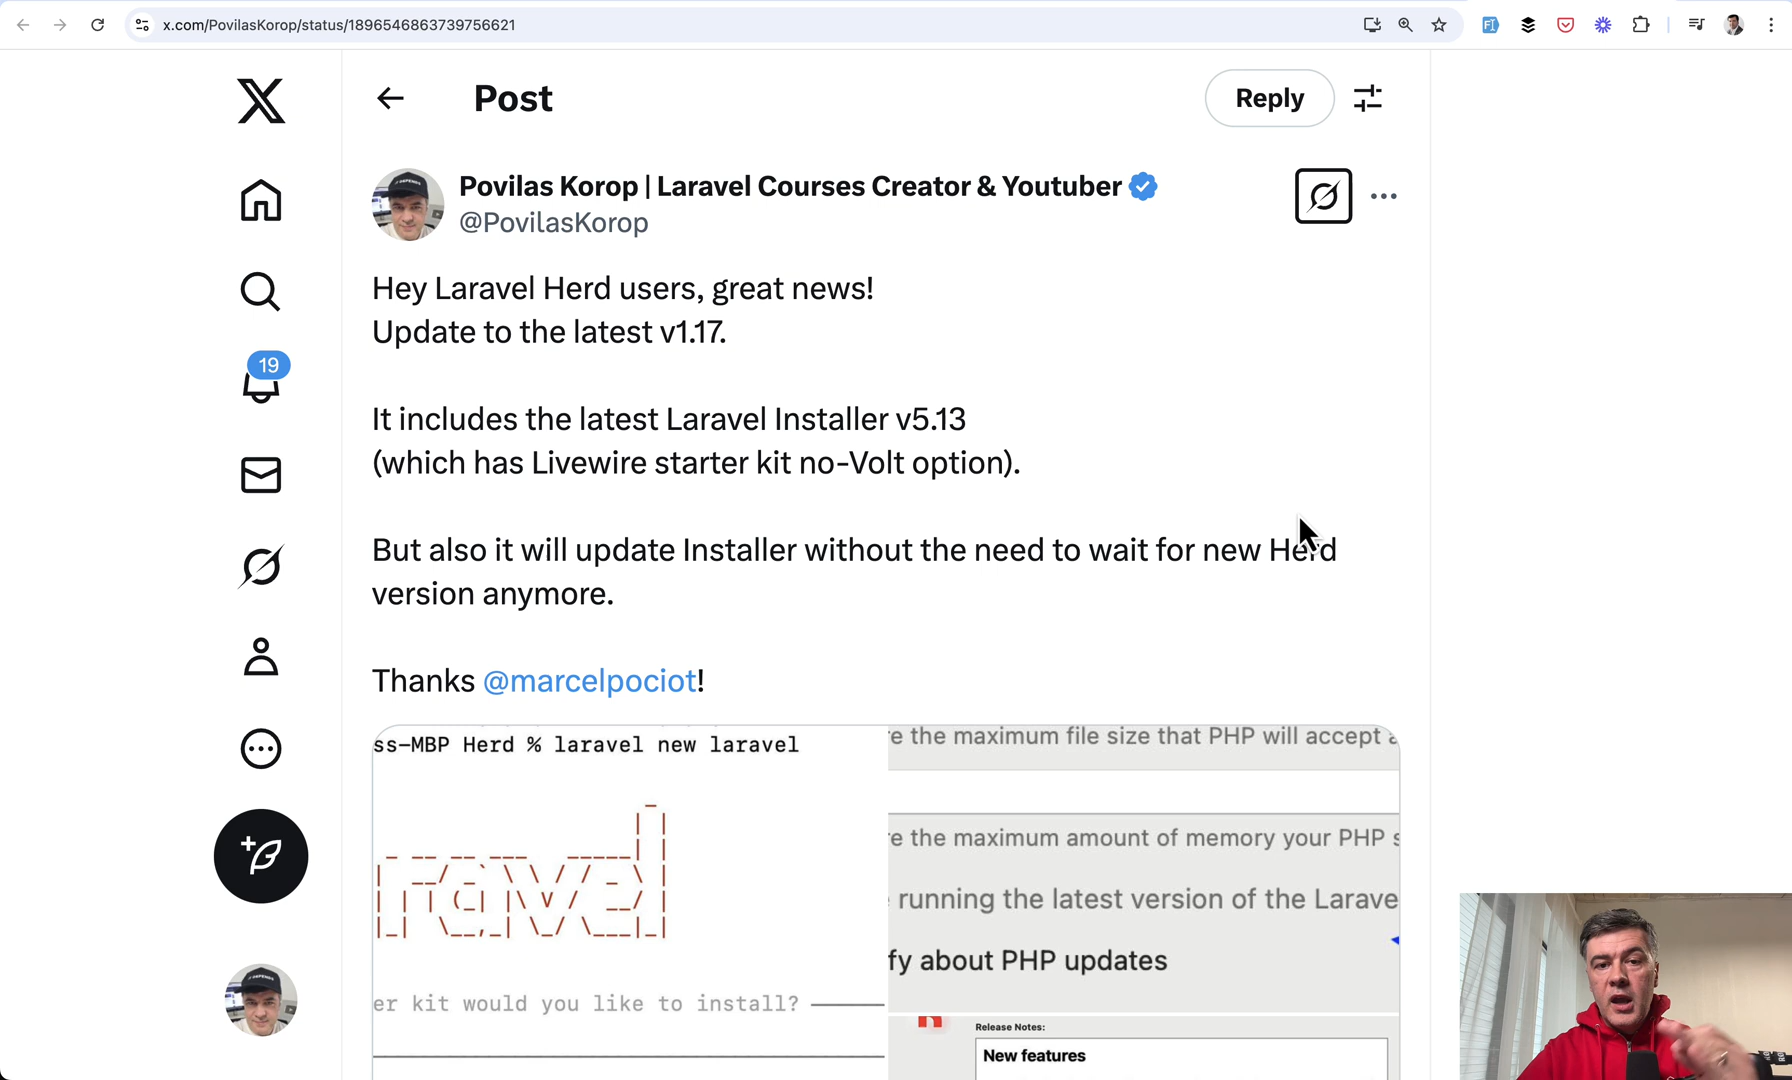 x.com/PovilasKorop/status/1896546863739756621
Post
Reply
Povilas Korop | Laravel Courses Creator & Youtuber
@PovilasKorop
Hey Laravel Herd users, great news!
Update to the latest v1.17.
19
It includes the latest Laravel Installer v5.13
(which has Livewire starter kit no-Volt option).
But also it will update Installer without the need to wait for new Herd
version anymore.
Thanks @marcelpociot!
ss-MBP Herd % laravel new laravel
er kit would you like to install?
e the maximum file size that PHP will accept a
e the maximum amount of memory your PHP s
running the latest version of the Larave
fy about PHP updates
Release Notes:
New features